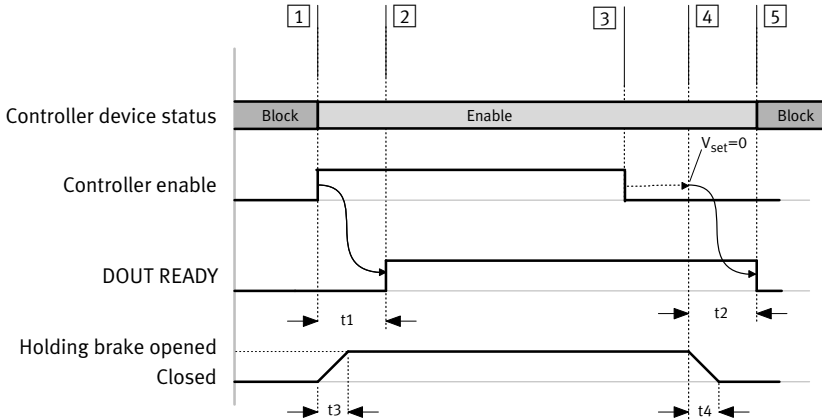 1 2 3 4 5
Controller device status Block Enable Block
V_set=0
Controller enable
DOUT READY
t1 t2
Holding brake opened
Closed
t3 t4